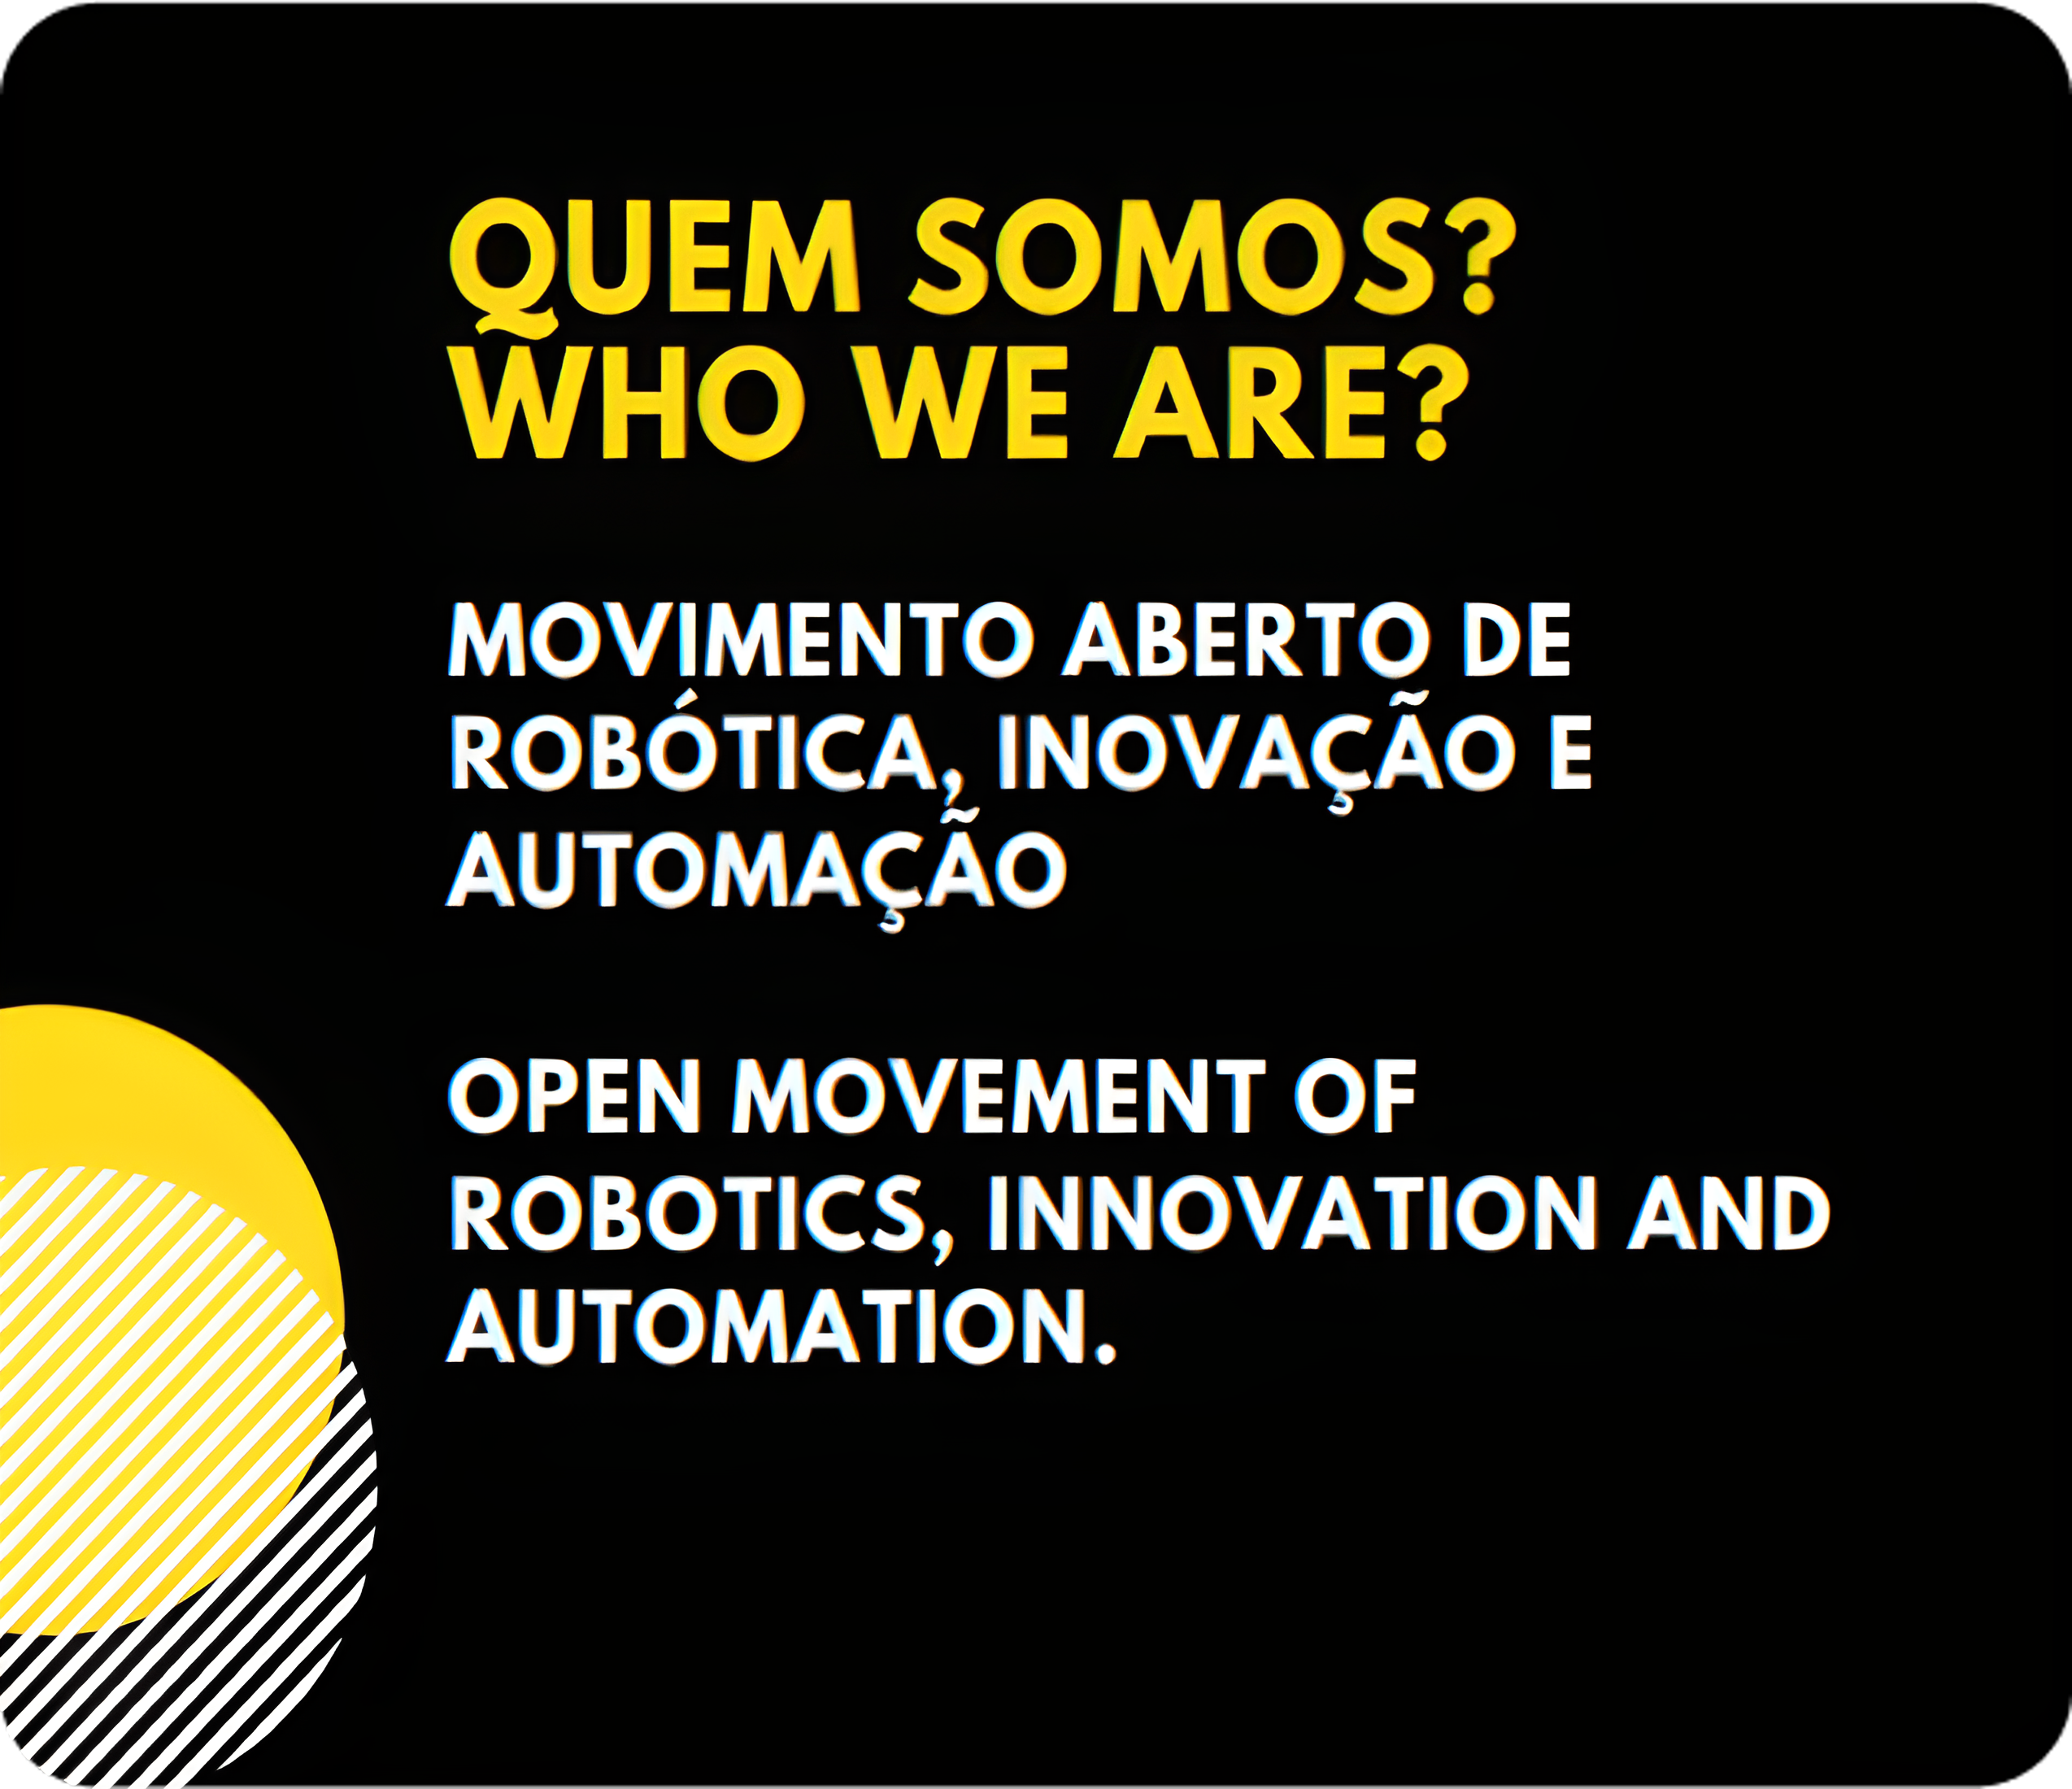 QUEM SOMOS?
WHO WE ARE?
MOVIMENTO ABERTO DE
ROBÓTICA, INOVAÇÃO E
AUTOMAÇÃO
OPEN MOVEMENT OF
ROBOTICS, INNOVATION AND
AUTOMATION.